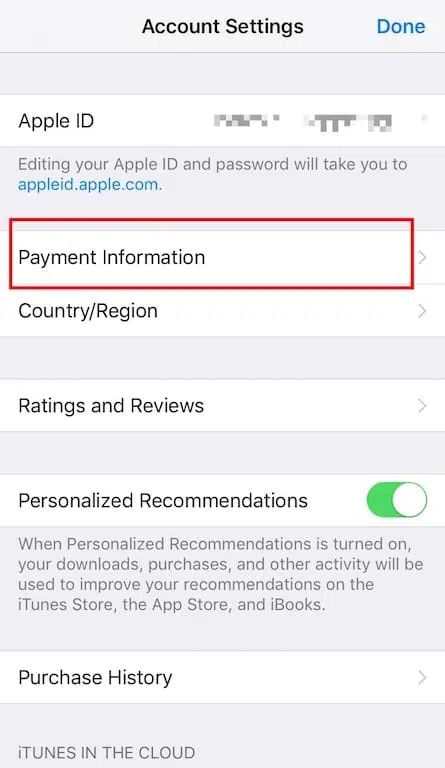 Account Settings Done
Apple ID
Editing your Apple ID and password will take you to
appleid.apple.com.
Payment Information
Country/Region
Ratings and Reviews
Personalized Recommendations
When Personalized Recommendations is turned on,
your downloads, purchases, and other activity will be
used to improve your recommendations on the
iTunes Store, the App Store, and iBooks.
Purchase History
iTUNES IN THE CLOUD